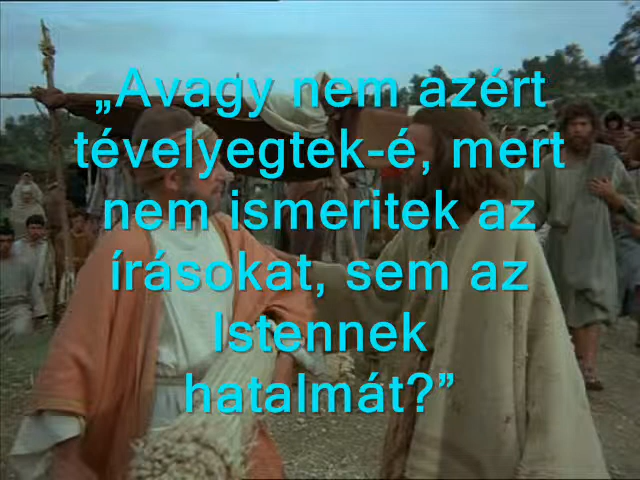 „Avagy nem azért
tévelyegtek-é, mert
nem ismeritek az
írásokat, sem az
Istennek
hatalmát?”